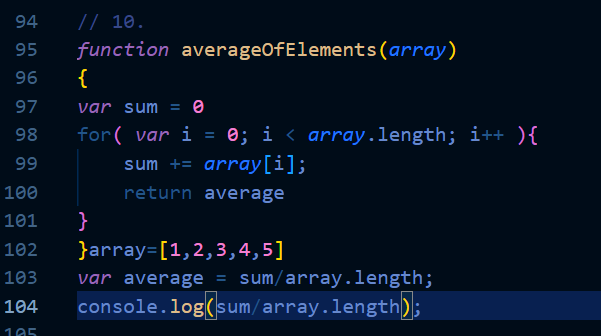 94 // 10.
95 function averageOfElements(array)
96 {
97 var sum = 0
98 for( var i = 0; i < array.length; i++ ){
99     sum += array[i];
100     return average
101 }
102 }array=[1,2,3,4,5]
103 var average = sum/array.length;
104 console.log(sum/array.length);
105